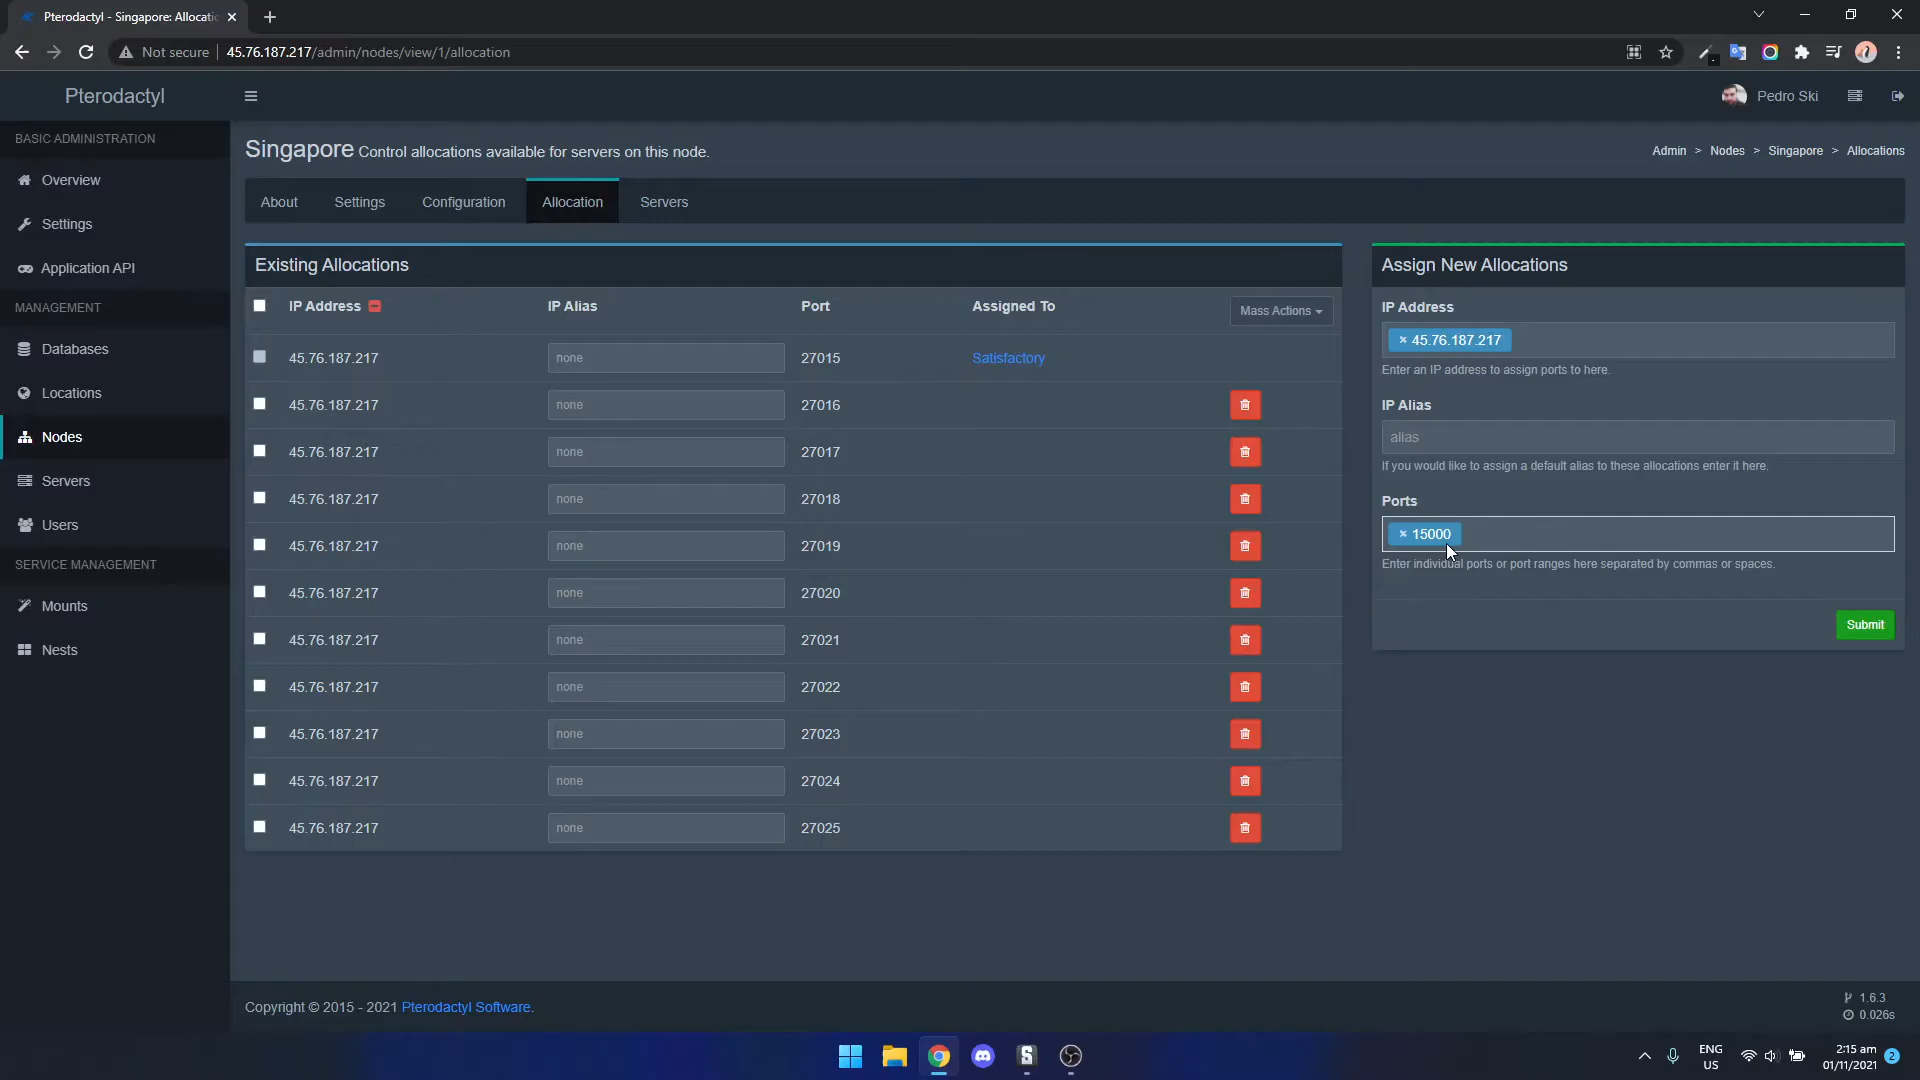 Pterodactyl - Singapore: Allocatio
Not secure
45.76.187.217/admin/nodes/view/1/allocation
Pterodactyl
Pedro Ski
BASIC ADMINISTRATION
Overview
Settings
Application API
MANAGEMENT
Databases
Locations
Nodes
Servers
Users
SERVICE MANAGEMENT
Mounts
Nests
Singapore Control allocations available for servers on this node.
Admin > Nodes > Singapore > Allocations
About Settings Configuration Allocation Servers
Existing Allocations
IP Address IP Alias Port Assigned To Mass Actions
45.76.187.217 none 27015 Satisfactory
45.76.187.217 none 27016
45.76.187.217 none 27017
45.76.187.217 none 27018
45.76.187.217 none 27019
45.76.187.217 none 27020
45.76.187.217 none 27021
45.76.187.217 none 27022
45.76.187.217 none 27023
45.76.187.217 none 27024
45.76.187.217 none 27025
Assign New Allocations
IP Address
× 45.76.187.217
Enter an IP address to assign ports to here.
IP Alias
alias
If you would like to assign a default alias to these allocations enter it here.
Ports
× 15000
Enter individual ports or port ranges here separated by commas or spaces.
Submit
Copyright © 2015 - 2021 Pterodactyl Software.
1.6.3
0.026s
ENG
US
2:15 am
01/11/2021
2